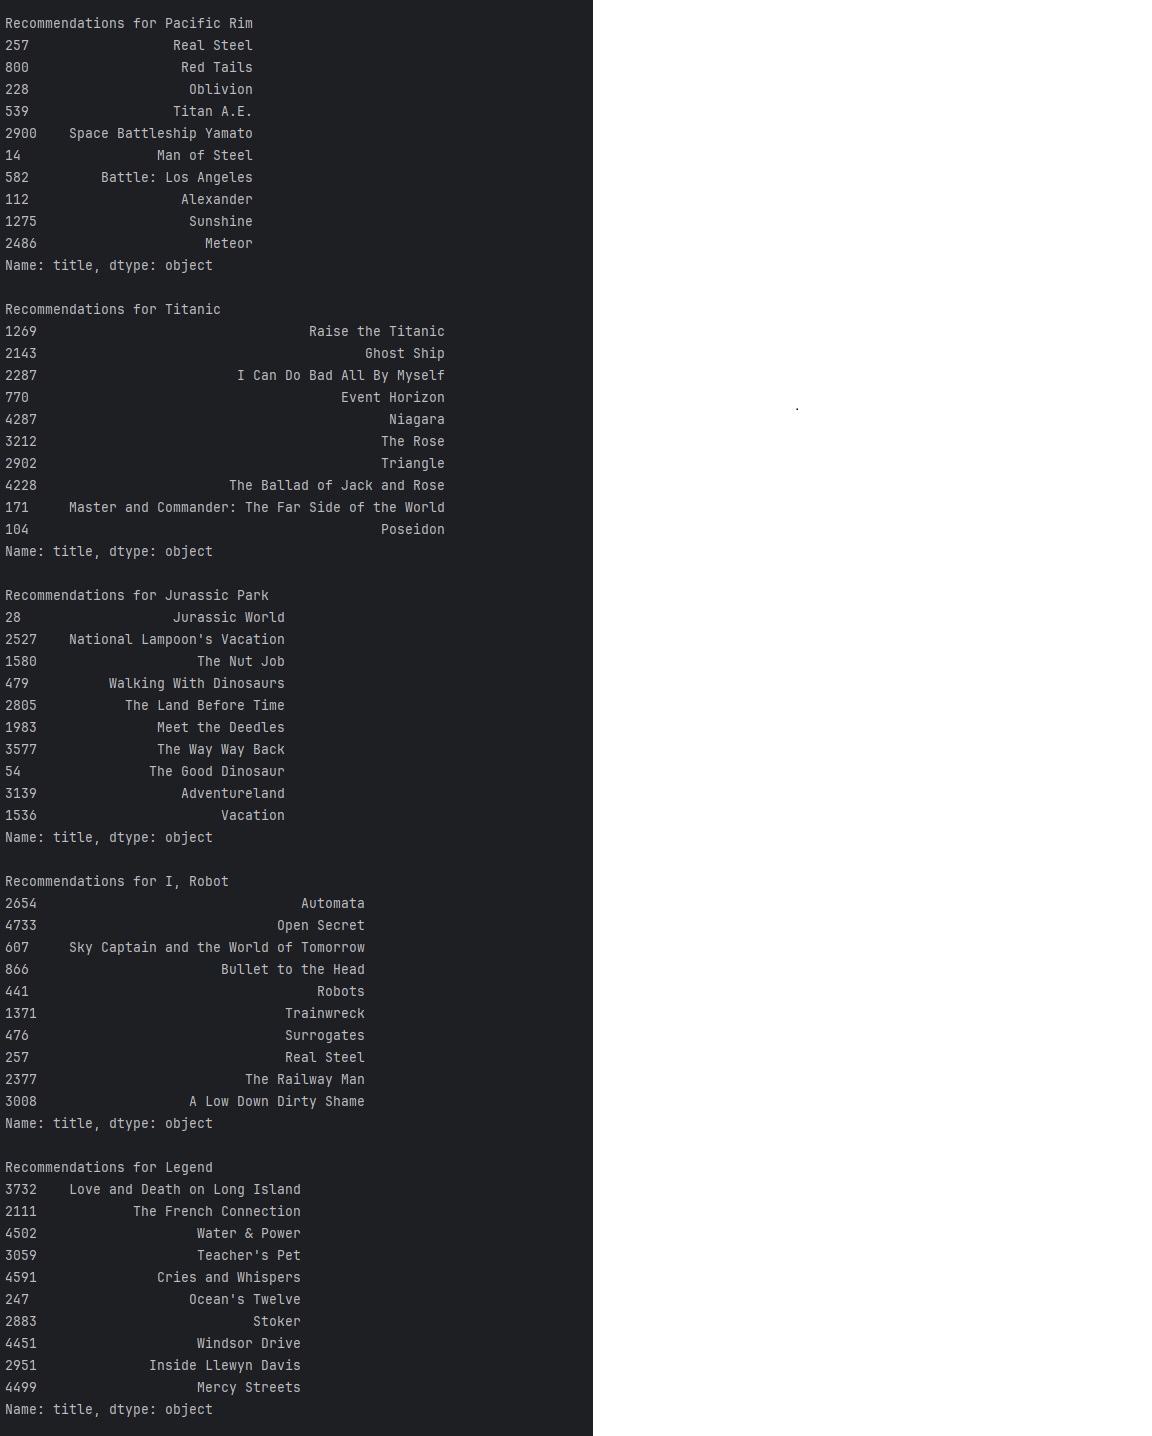 Recommendations for Pacific Rim
257                  Real Steel
800                   Red Tails
228                    Oblivion
539                  Titan A.E.
2900    Space Battleship Yamato
14                 Man of Steel
582         Battle: Los Angeles
112                   Alexander
1275                   Sunshine
2486                     Meteor
Name: title, dtype: object

Recommendations for Titanic
1269                                  Raise the Titanic
2143                                         Ghost Ship
2287                         I Can Do Bad All By Myself
770                                       Event Horizon
4287                                            Niagara
3212                                           The Rose
2902                                           Triangle
4228                        The Ballad of Jack and Rose
171     Master and Commander: The Far Side of the World
104                                            Poseidon
Name: title, dtype: object

Recommendations for Jurassic Park
28                   Jurassic World
2527    National Lampoon's Vacation
1580                    The Nut Job
479          Walking With Dinosaurs
2805           The Land Before Time
1983               Meet the Deedles
3577               The Way Way Back
54                The Good Dinosaur
3139                  Adventureland
1536                       Vacation
Name: title, dtype: object

Recommendations for I, Robot
2654                                 Automata
4733                              Open Secret
607     Sky Captain and the World of Tomorrow
866                        Bullet to the Head
441                                    Robots
1371                               Trainwreck
476                                Surrogates
257                                Real Steel
2377                          The Railway Man
3008                   A Low Down Dirty Shame
Name: title, dtype: object

Recommendations for Legend
3732    Love and Death on Long Island
2111            The French Connection
4502                    Water & Power
3059                    Teacher's Pet
4591               Cries and Whispers
247                    Ocean's Twelve
2883                           Stoker
4451                    Windsor Drive
2951              Inside Llewyn Davis
4499                    Mercy Streets
Name: title, dtype: object